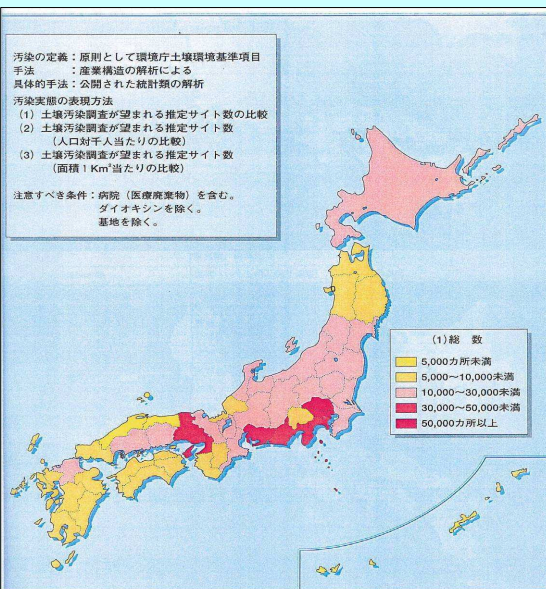 汚染の定義：原則として環境庁土壌環境基準項目
手法　　　：産業構造の解析による
具体的手法：公開された統計類の解析
汚染実態の表現方法
（1）土壌汚染調査が望まれる推定サイト数の比較
（2）土壌汚染調査が望まれる推定サイト数
（人口対千人当たりの比較）
（3）土壌汚染調査が望まれる推定サイト数
（面積1Km²当たりの比較）
注意すべき条件：病院（医療廃棄物）を含む。
ダイオキシンを除く。
基地を除く。
（1）総　数
5,000カ所未満
5,000〜10,000未満
10,000〜30,000未満
30,000〜50,000未満
50,000カ所以上